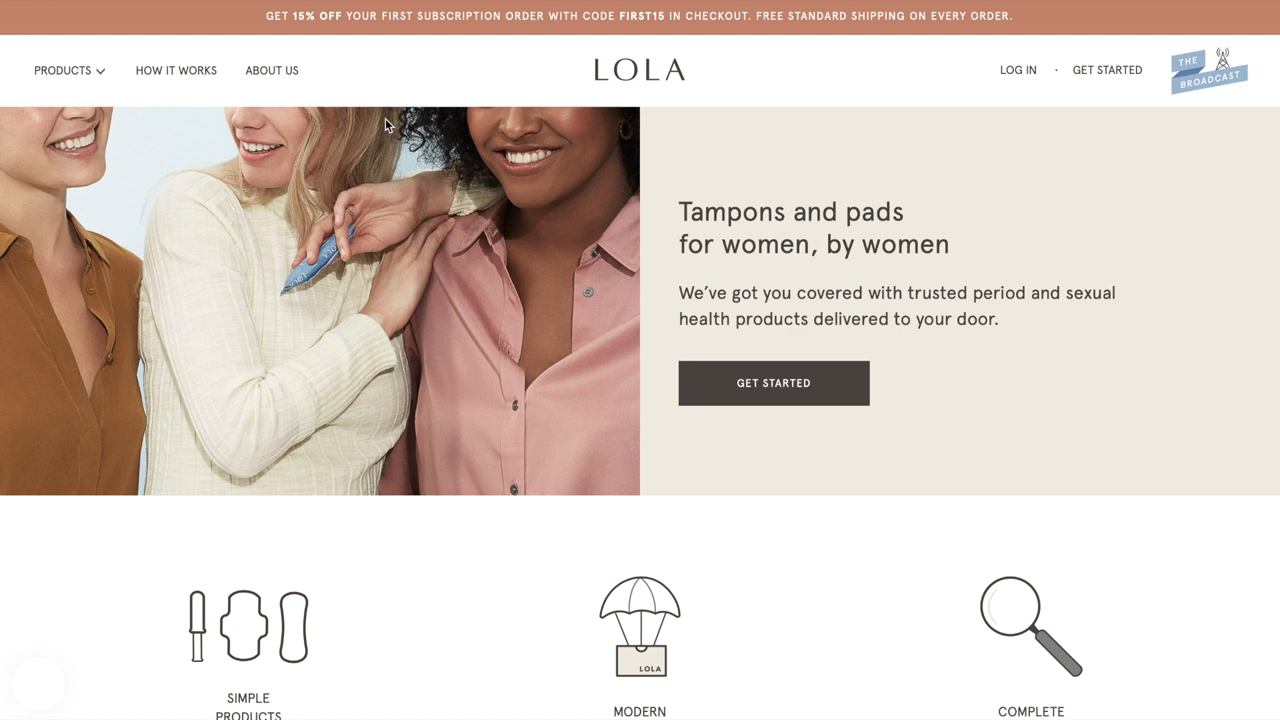 GET 15% OFF YOUR FIRST SUBSCRIPTION ORDER WITH CODE FIRST15 IN CHECKOUT. FREE STANDARD SHIPPING ON EVERY ORDER.
PRODUCTS
HOW IT WORKS
ABOUT US
LOLA
LOG IN · GET STARTED
THE
BROADCAST
Tampons and pads
for women, by women
We’ve got you covered with trusted period and sexual
health products delivered to your door.
GET STARTED
LOLA
SIMPLE
PRODUCTS
MODERN
COMPLETE